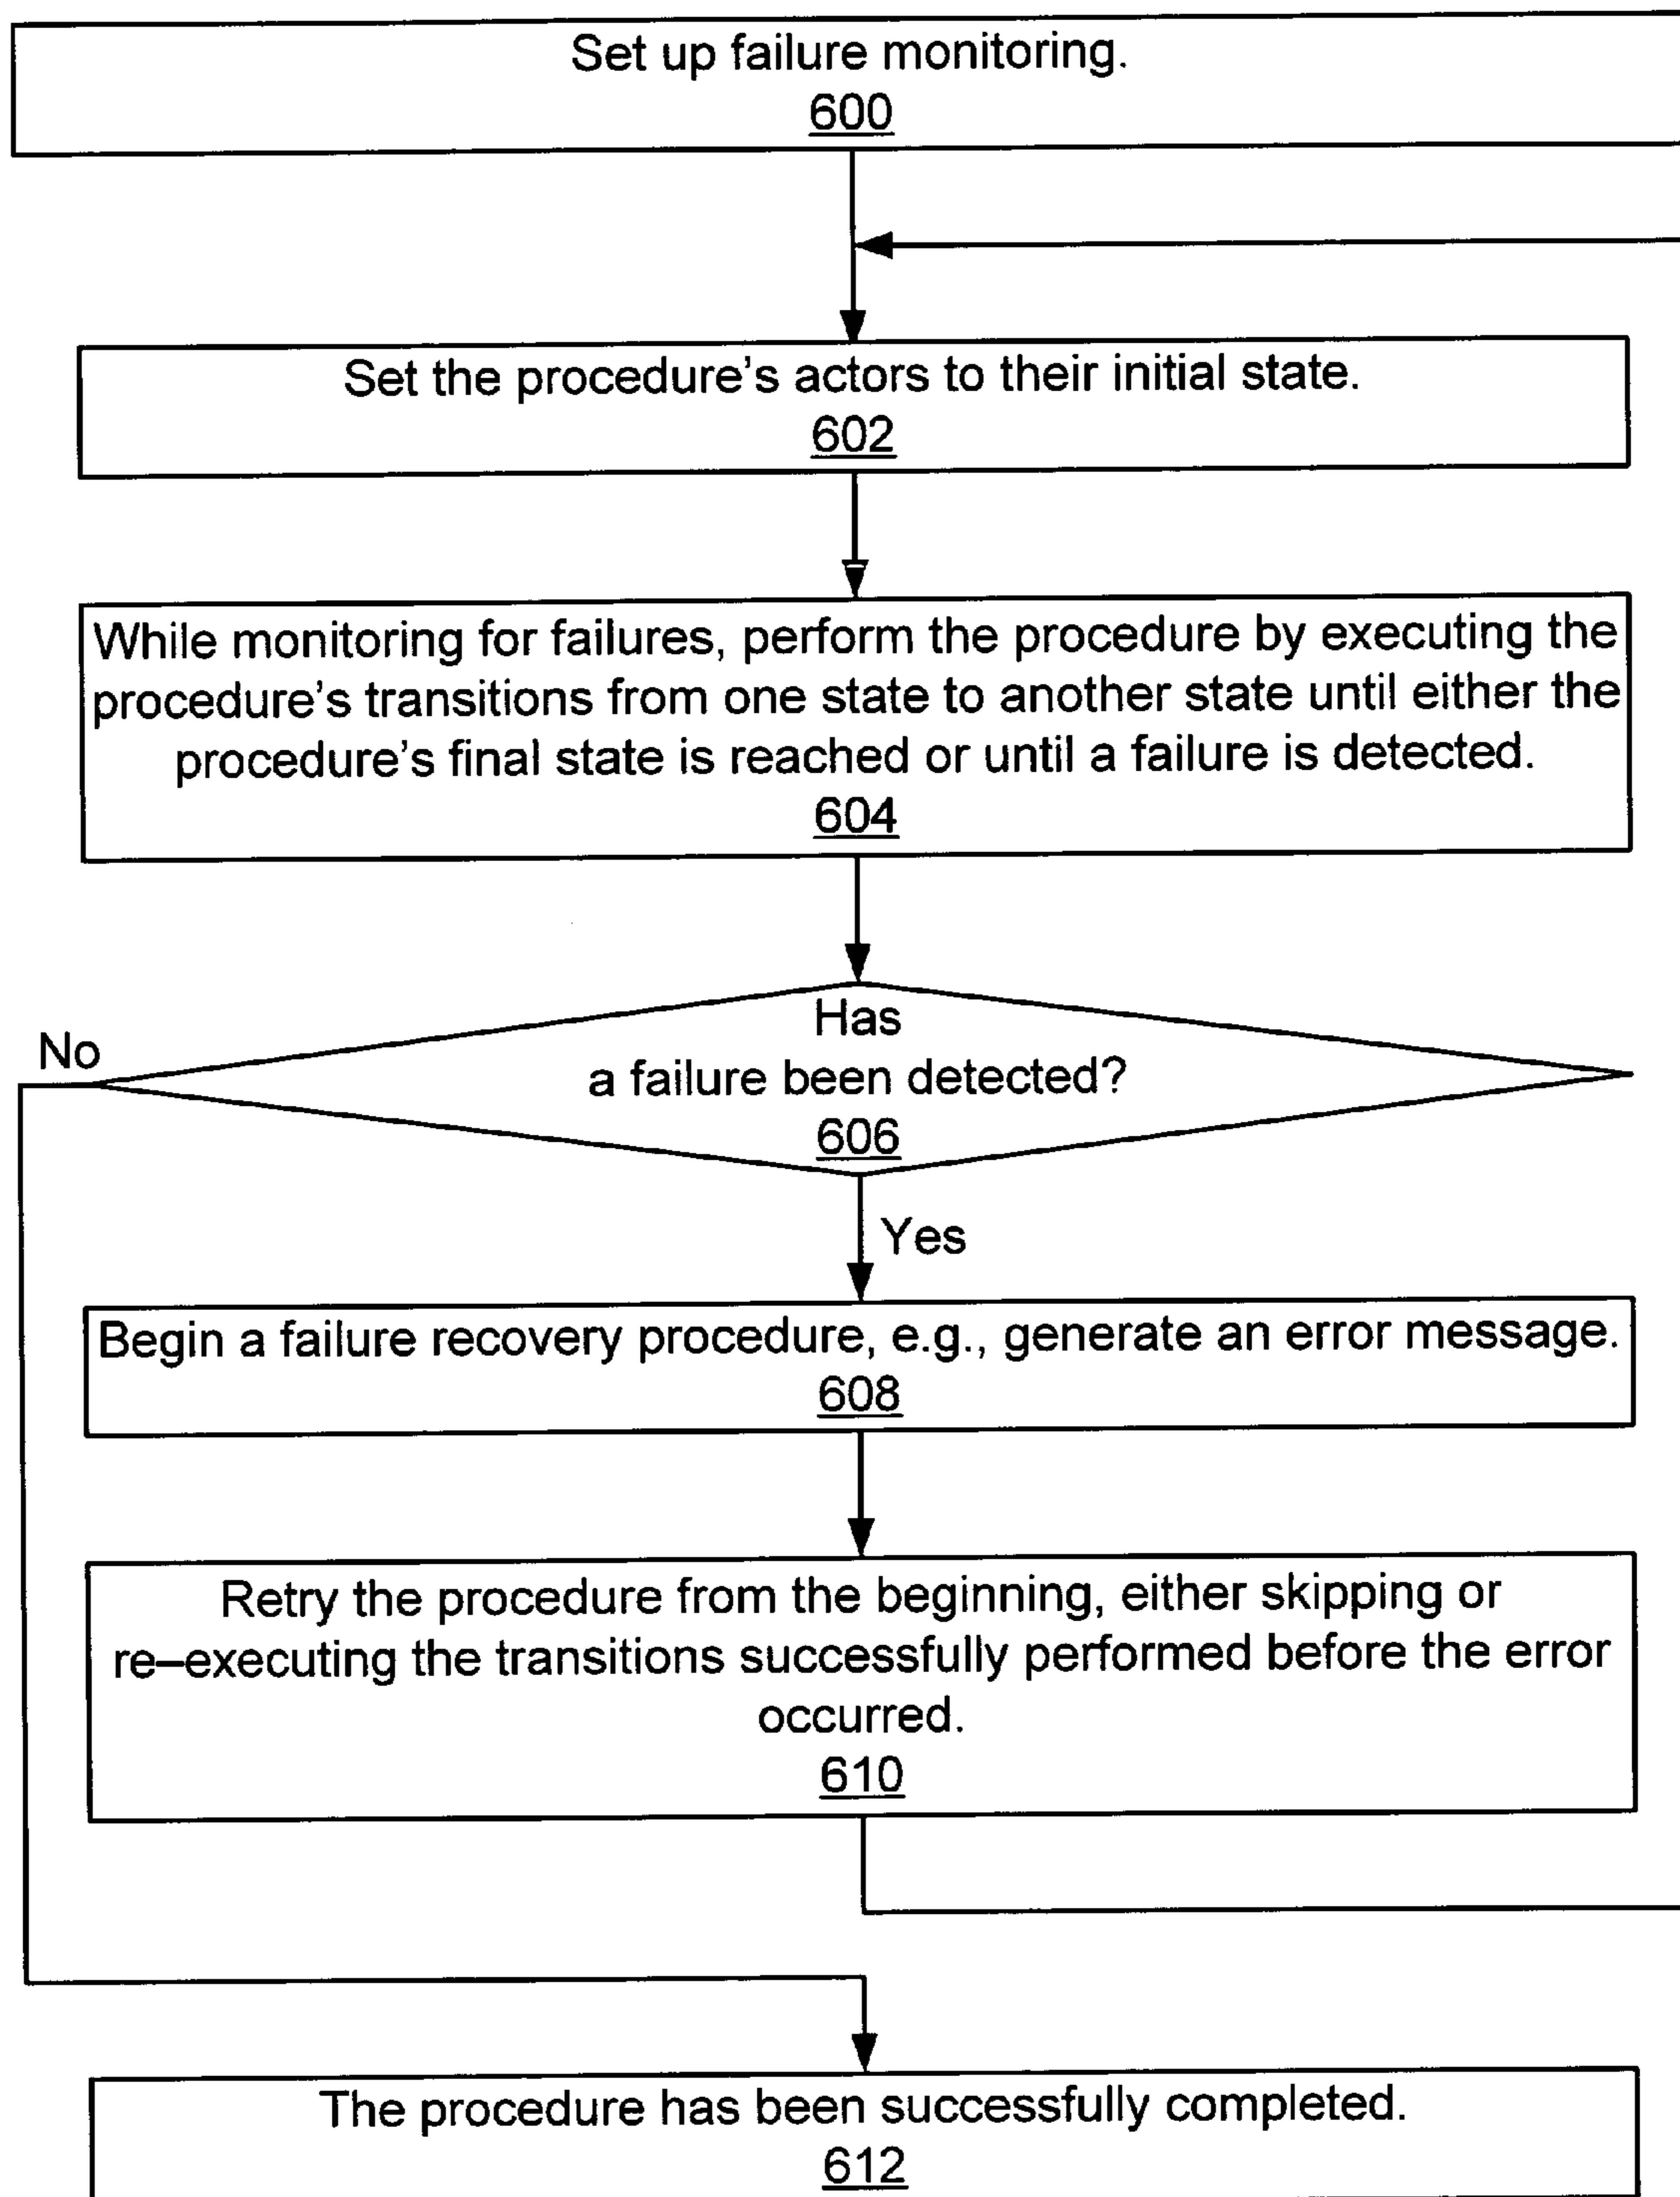 Set up failure monitoring.
600
Set the procedure's actors to their initial state.
602
While monitoring for failures, perform the procedure by executing the
procedure's transitions from one state to another state until either the
procedure's final state is reached or until a failure is detected.
604
Has
a failure been detected?
606
No
Yes
Begin a failure recovery procedure, e.g., generate an error message.
608
Retry the procedure from the beginning, either skipping or
re–executing the transitions successfully performed before the error
occurred.
610
The procedure has been successfully completed.
612